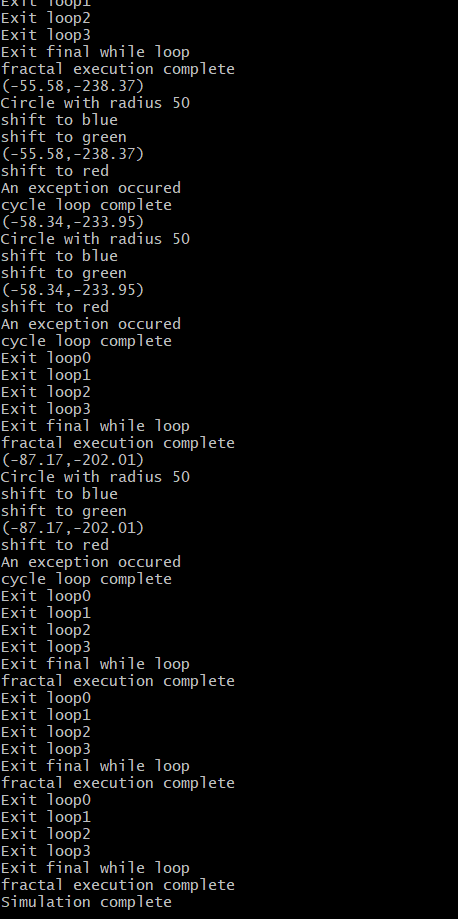 Exit loop1
Exit loop2
Exit loop3
Exit final while loop
fractal execution complete
(-55.58,-238.37)
Circle with radius 50
shift to blue
shift to green
(-55.58,-238.37)
shift to red
An exception occured
cycle loop complete
(-58.34,-233.95)
Circle with radius 50
shift to blue
shift to green
(-58.34,-233.95)
shift to red
An exception occured
cycle loop complete
Exit loop0
Exit loop1
Exit loop2
Exit loop3
Exit final while loop
fractal execution complete
(-87.17,-202.01)
Circle with radius 50
shift to blue
shift to green
(-87.17,-202.01)
shift to red
An exception occured
cycle loop complete
Exit loop0
Exit loop1
Exit loop2
Exit loop3
Exit final while loop
fractal execution complete
Exit loop0
Exit loop1
Exit loop2
Exit loop3
Exit final while loop
fractal execution complete
Exit loop0
Exit loop1
Exit loop2
Exit loop3
Exit final while loop
fractal execution complete
Simulation complete